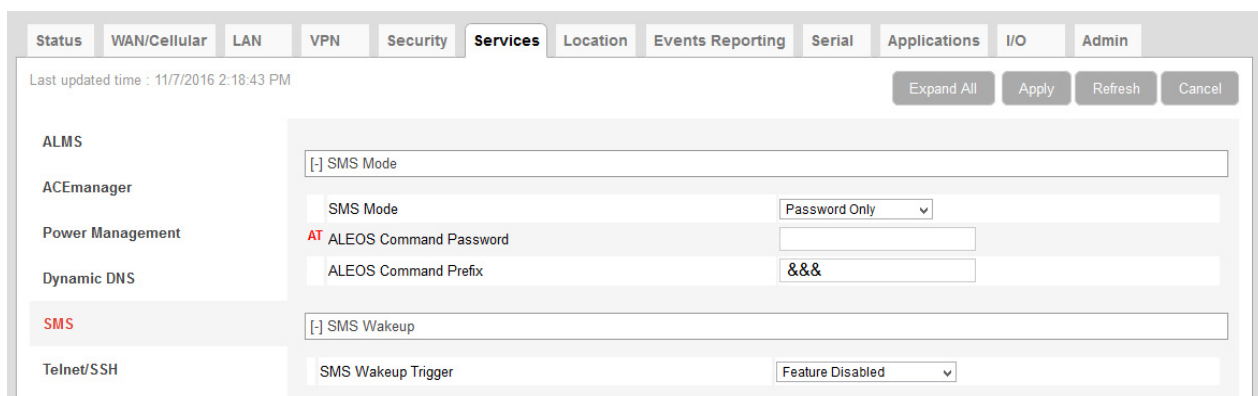 Status WAN/Cellular LAN VPN Security Services Location Events Reporting Serial Applications I/O Admin
Last updated time : 11/7/2016 2:18:43 PM
Expand All Apply Refresh Cancel
ALMS
[-] SMS Mode
ACEmanager
SMS Mode Password Only
Power Management
AT ALEOS Command Password
ALEOS Command Prefix &&&
Dynamic DNS
SMS
[-] SMS Wakeup
Telnet/SSH
SMS Wakeup Trigger Feature Disabled